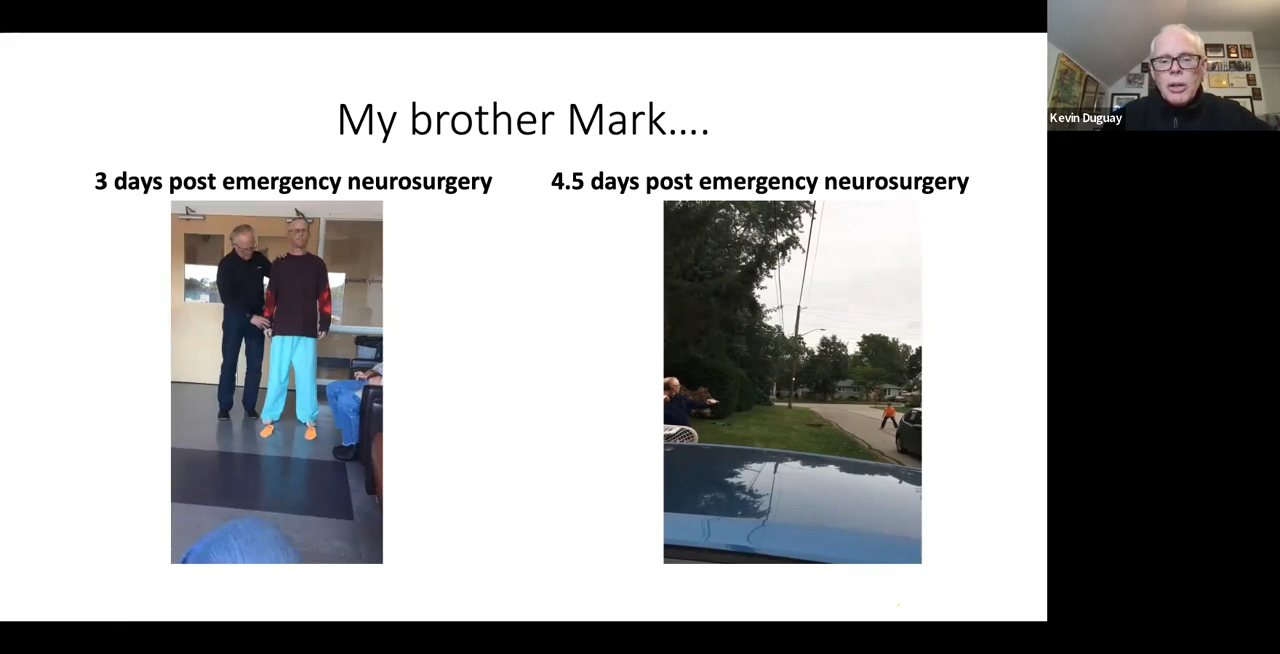 My brother Mark....
3 days post emergency neurosurgery
4.5 days post emergency neurosurgery
Kevin Duguay